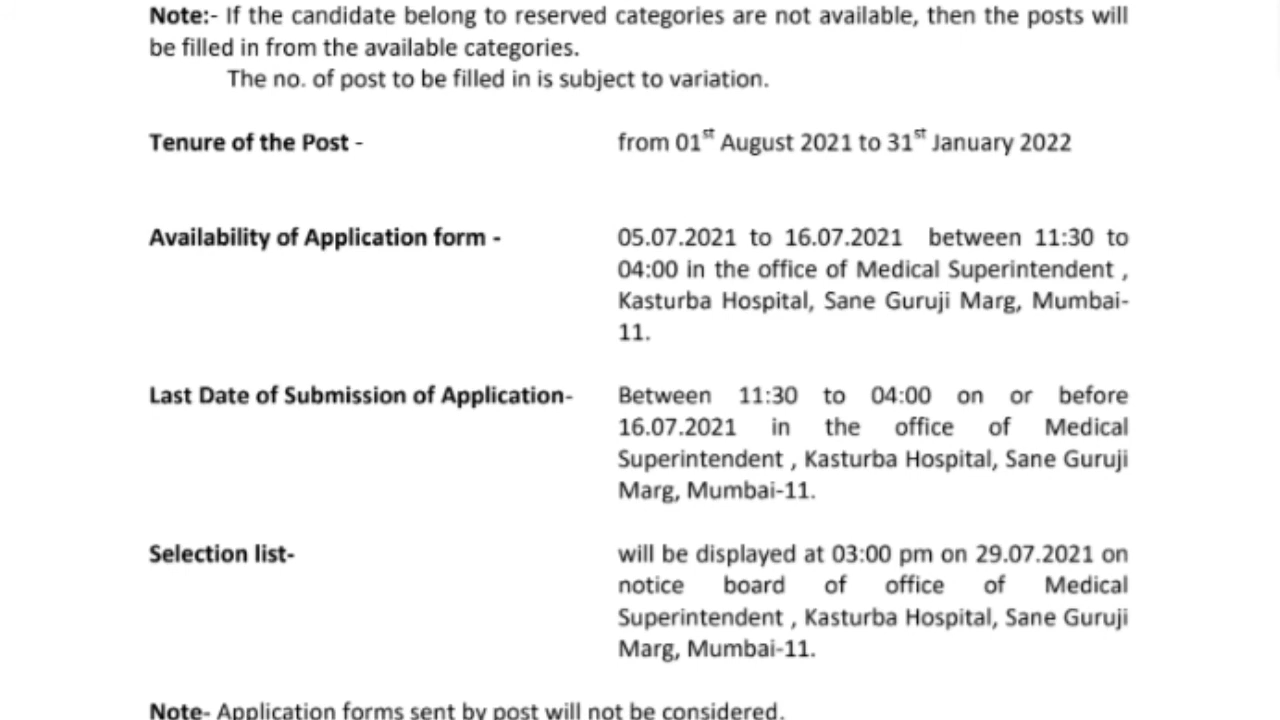 Note:- If the candidate belong to reserved categories are not available, then the posts will
be filled in from the available categories.
The no. of post to be filled in is subject to variation.
Tenure of the Post - from 01st August 2021 to 31st January 2022
Availability of Application form - 05.07.2021 to 16.07.2021 between 11:30 to
04:00 in the office of Medical Superintendent ,
Kasturba Hospital, Sane Guruji Marg, Mumbai-
11.
Last Date of Submission of Application- Between 11:30 to 04:00 on or before
16.07.2021 in the office of Medical
Superintendent , Kasturba Hospital, Sane Guruji
Marg, Mumbai-11.
Selection list- will be displayed at 03:00 pm on 29.07.2021 on
notice board of office of Medical
Superintendent , Kasturba Hospital, Sane Guruji
Marg, Mumbai-11.
Note- Application forms sent by post will not be considered.